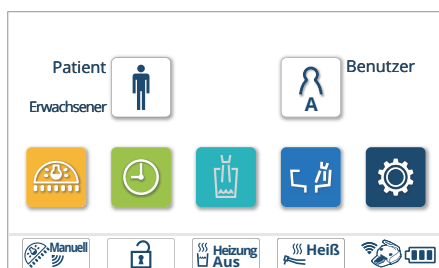 Patient
Erwachsener
A
Benutzer
Manuell
Heizung
Aus
Heiß